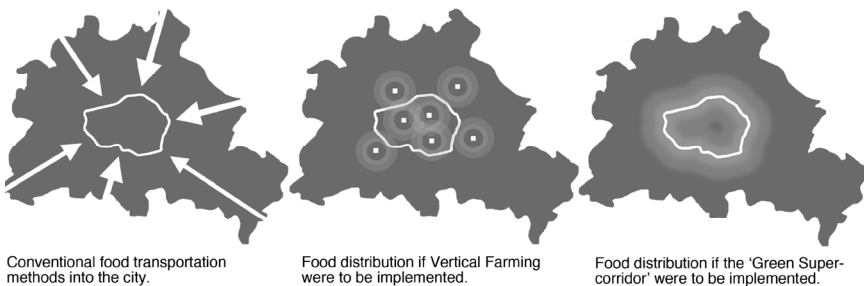 Conventional food transportation
methods into the city.
Food distribution if Vertical Farming
were to be implemented.
Food distribution if the ‘Green Super-
corridor’ were to be implemented.